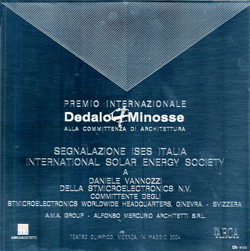 PREMIO INTERNAZIONALE
Dedalo Minosse
ALLA COMMITTENZA DI ARCHITETTURA
SEGNALAZIONE ISES ITALIA
INTERNATIONAL SOLAR ENERGY SOCIETY
A
DANIELE VANNOZZI
DELLA STMICROELECTRONICS N.V.
COMMITTENTE DEGLI
STMICROELECTRONICS WORLDWIDE HEADQUARTERS, GINEVRA - SVIZZERA
A.M.A. GROUP - ALFONSO MERCURIO ARCHITETTI S.R.L.
TEATRO OLIMPICO, VICENZA 14 MAGGIO 2004
l'ARCA